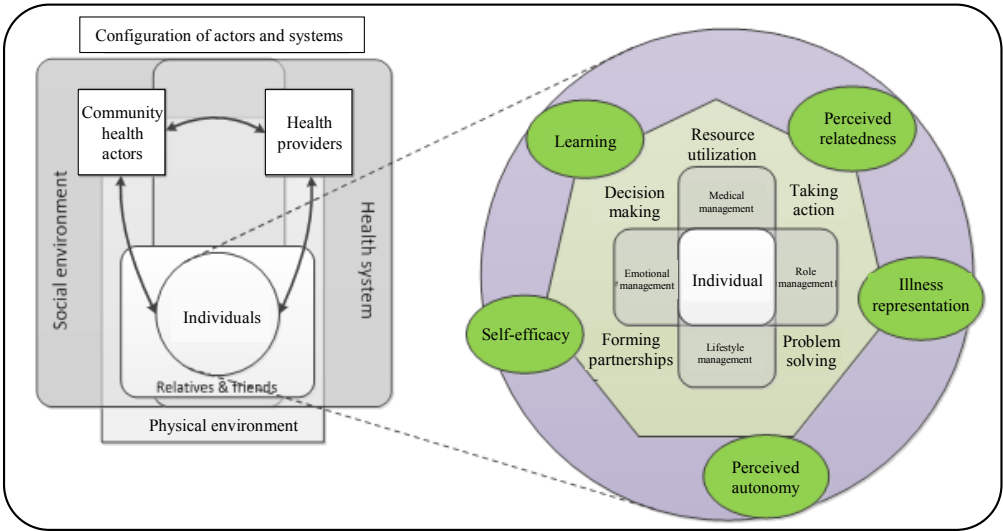 Configuration of actors and systems
Community
health
actors
Health
providers
Social environment
Health system
Individuals
Relatives & friends
Physical environment
Learning
Perceived
relatedness
Resource
utilization
Decision
making
Medical
management
Taking
action
Emotional
management
Individual
Role
management
Illness
representation
Self-efficacy
Forming
partnerships
Lifestyle
management
Problem
solving
Perceived
autonomy